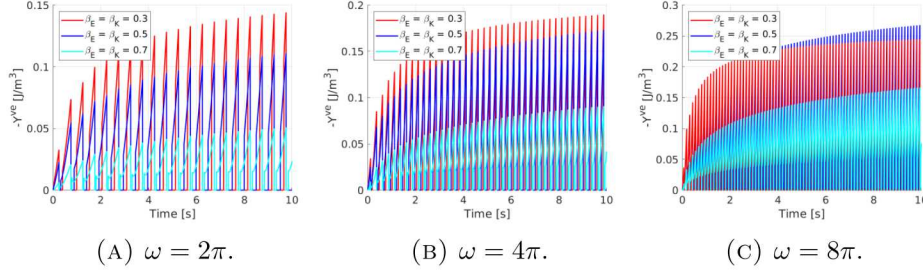 0.15
β_E = β_K = 0.3
β_E = β_K = 0.5
β_E = β_K = 0.7
0.1
0.05
0
-Y^ve [J/m^3]
0 2 4 6 8 10
Time [s]
(A) ω = 2π.
0.2
β_E = β_K = 0.3
β_E = β_K = 0.5
β_E = β_K = 0.7
0.15
0.1
0.05
0
-Y^ve [J/m^3]
0 2 4 6 8 10
Time [s]
(B) ω = 4π.
0.3
β_E = β_K = 0.3
β_E = β_K = 0.5
β_E = β_K = 0.7
0.25
0.2
0.15
0.1
0.05
0
-Y^ve [J/m^3]
0 2 4 6 8 10
Time [s]
(C) ω = 8π.